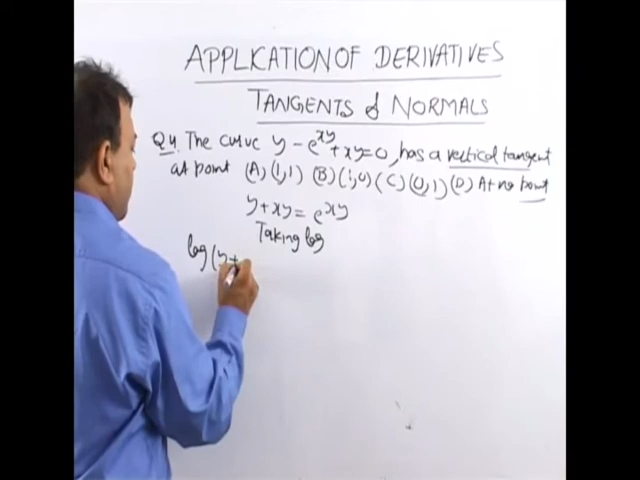 APPLICATION OF DERIVATIVES
TANGENTS & NORMALS
Q4. The curve y - e^xy + xy = 0, has a vertical tangent
at point (A) (1,1) (B) (1,0) (C) (0,1) (D) At no point
y + xy = e^xy
Taking log
log (y +